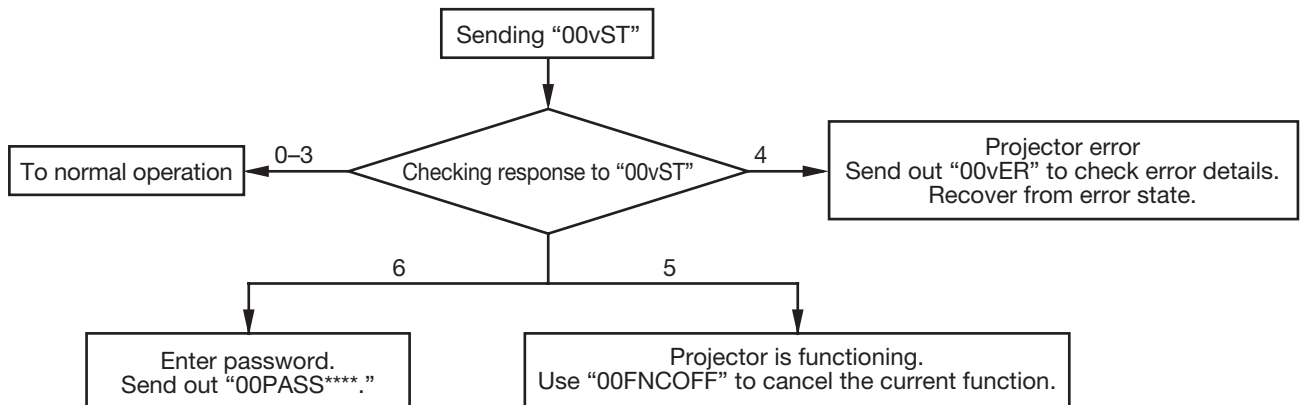 Sending “00vST”
0–3
4
To normal operation
Checking response to “00vST”
Projector error
Send out “00vER” to check error details.
Recover from error state.
6
5
Enter password.
Send out “00PASS****.”
Projector is functioning.
Use “00FNCOFF” to cancel the current function.